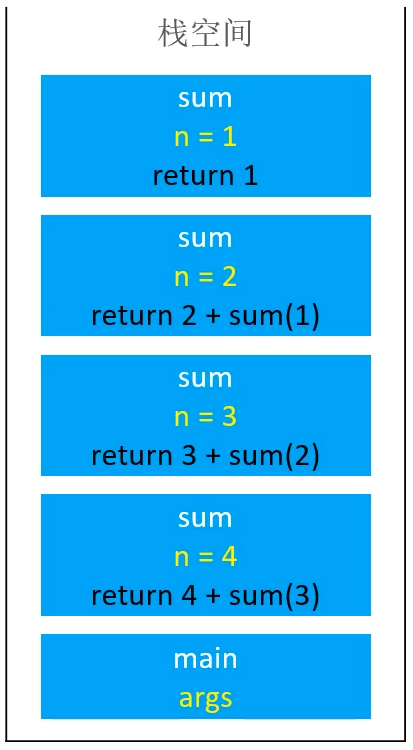 栈空间
sum
n = 1
return 1
sum
n = 2
return 2 + sum(1)
sum
n = 3
return 3 + sum(2)
sum
n = 4
return 4 + sum(3)
main
args